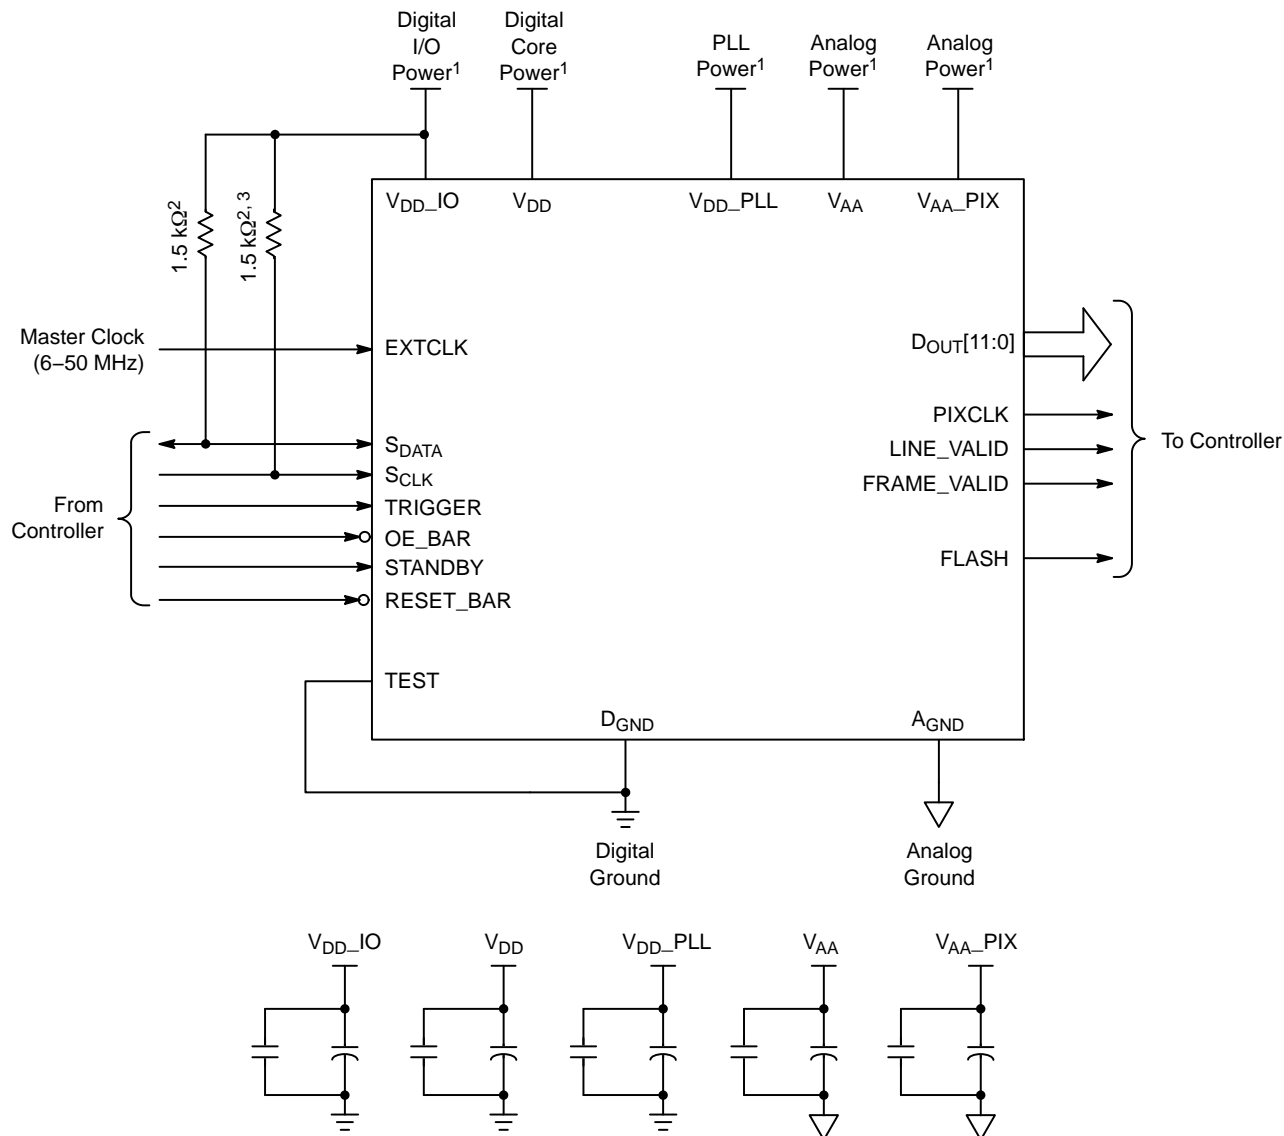 Digital
I/O
Power1
Digital
Core
Power1
PLL
Power1
Analog
Power1
Analog
Power1
VDD_IO
VDD
VDD_PLL
VAA
VAA_PIX
1.5 kΩ2
1.5 kΩ2, 3
Master Clock
(6–50 MHz)
EXTCLK
DOUT[11:0]
SDATA
SCLK
TRIGGER
OE_BAR
STANDBY
RESET_BAR
From
Controller
PIXCLK
LINE_VALID
FRAME_VALID
FLASH
To Controller
TEST
DGND
AGND
Digital
Ground
Analog
Ground
VDD_IO
VDD
VDD_PLL
VAA
VAA_PIX